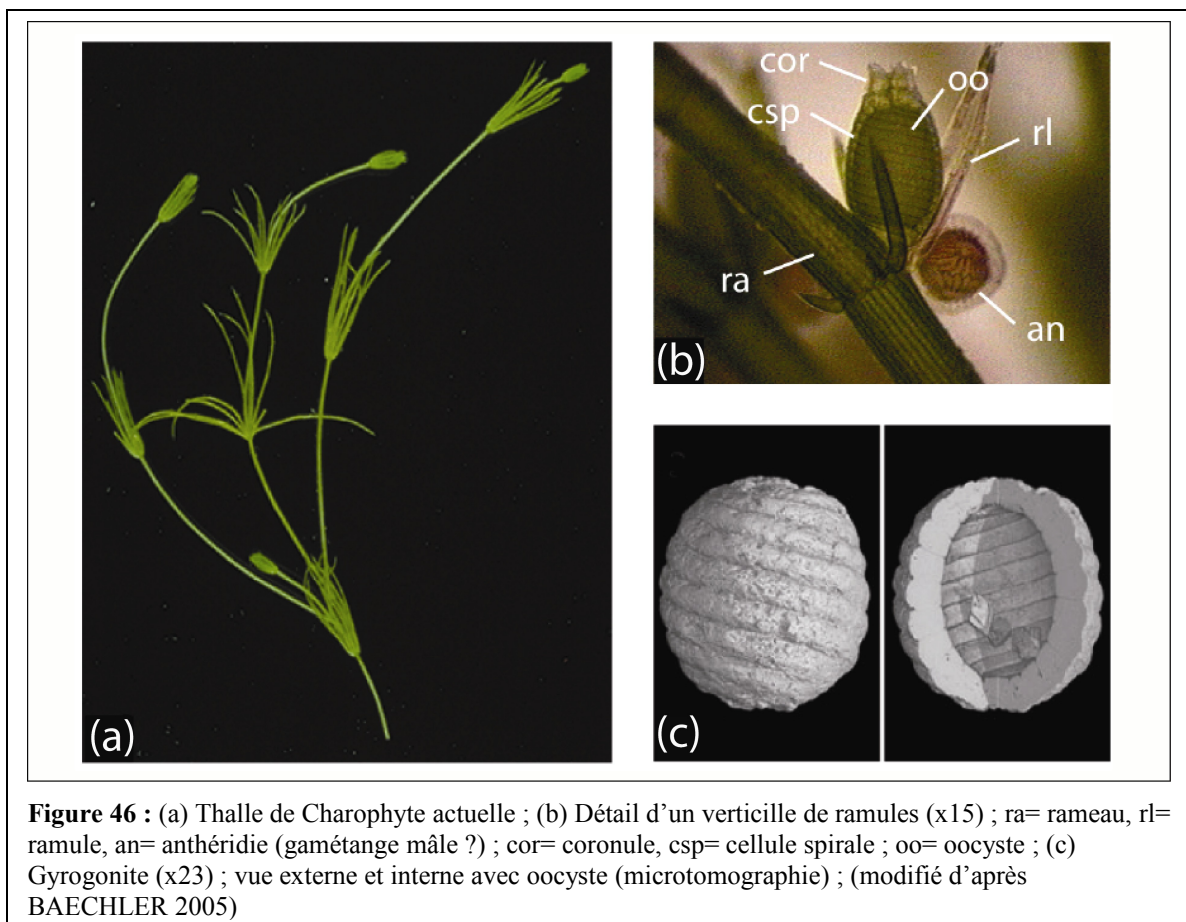 cor
oo
csp
rl
ra
an
(a)
(b)
(c)
Figure 46 : (a) Thalle de Charophyte actuelle ; (b) Détail d'un verticille de ramules (x15) ; ra= rameau, rl=
ramule, an= anthéridie (gamétange mâle ?) ; cor= coronule, csp= cellule spirale ; oo= oocyste ; (c)
Gyrogonite (x23) ; vue externe et interne avec oocyste (microtomographie) ; (modifié d'après
BAECHLER 2005)